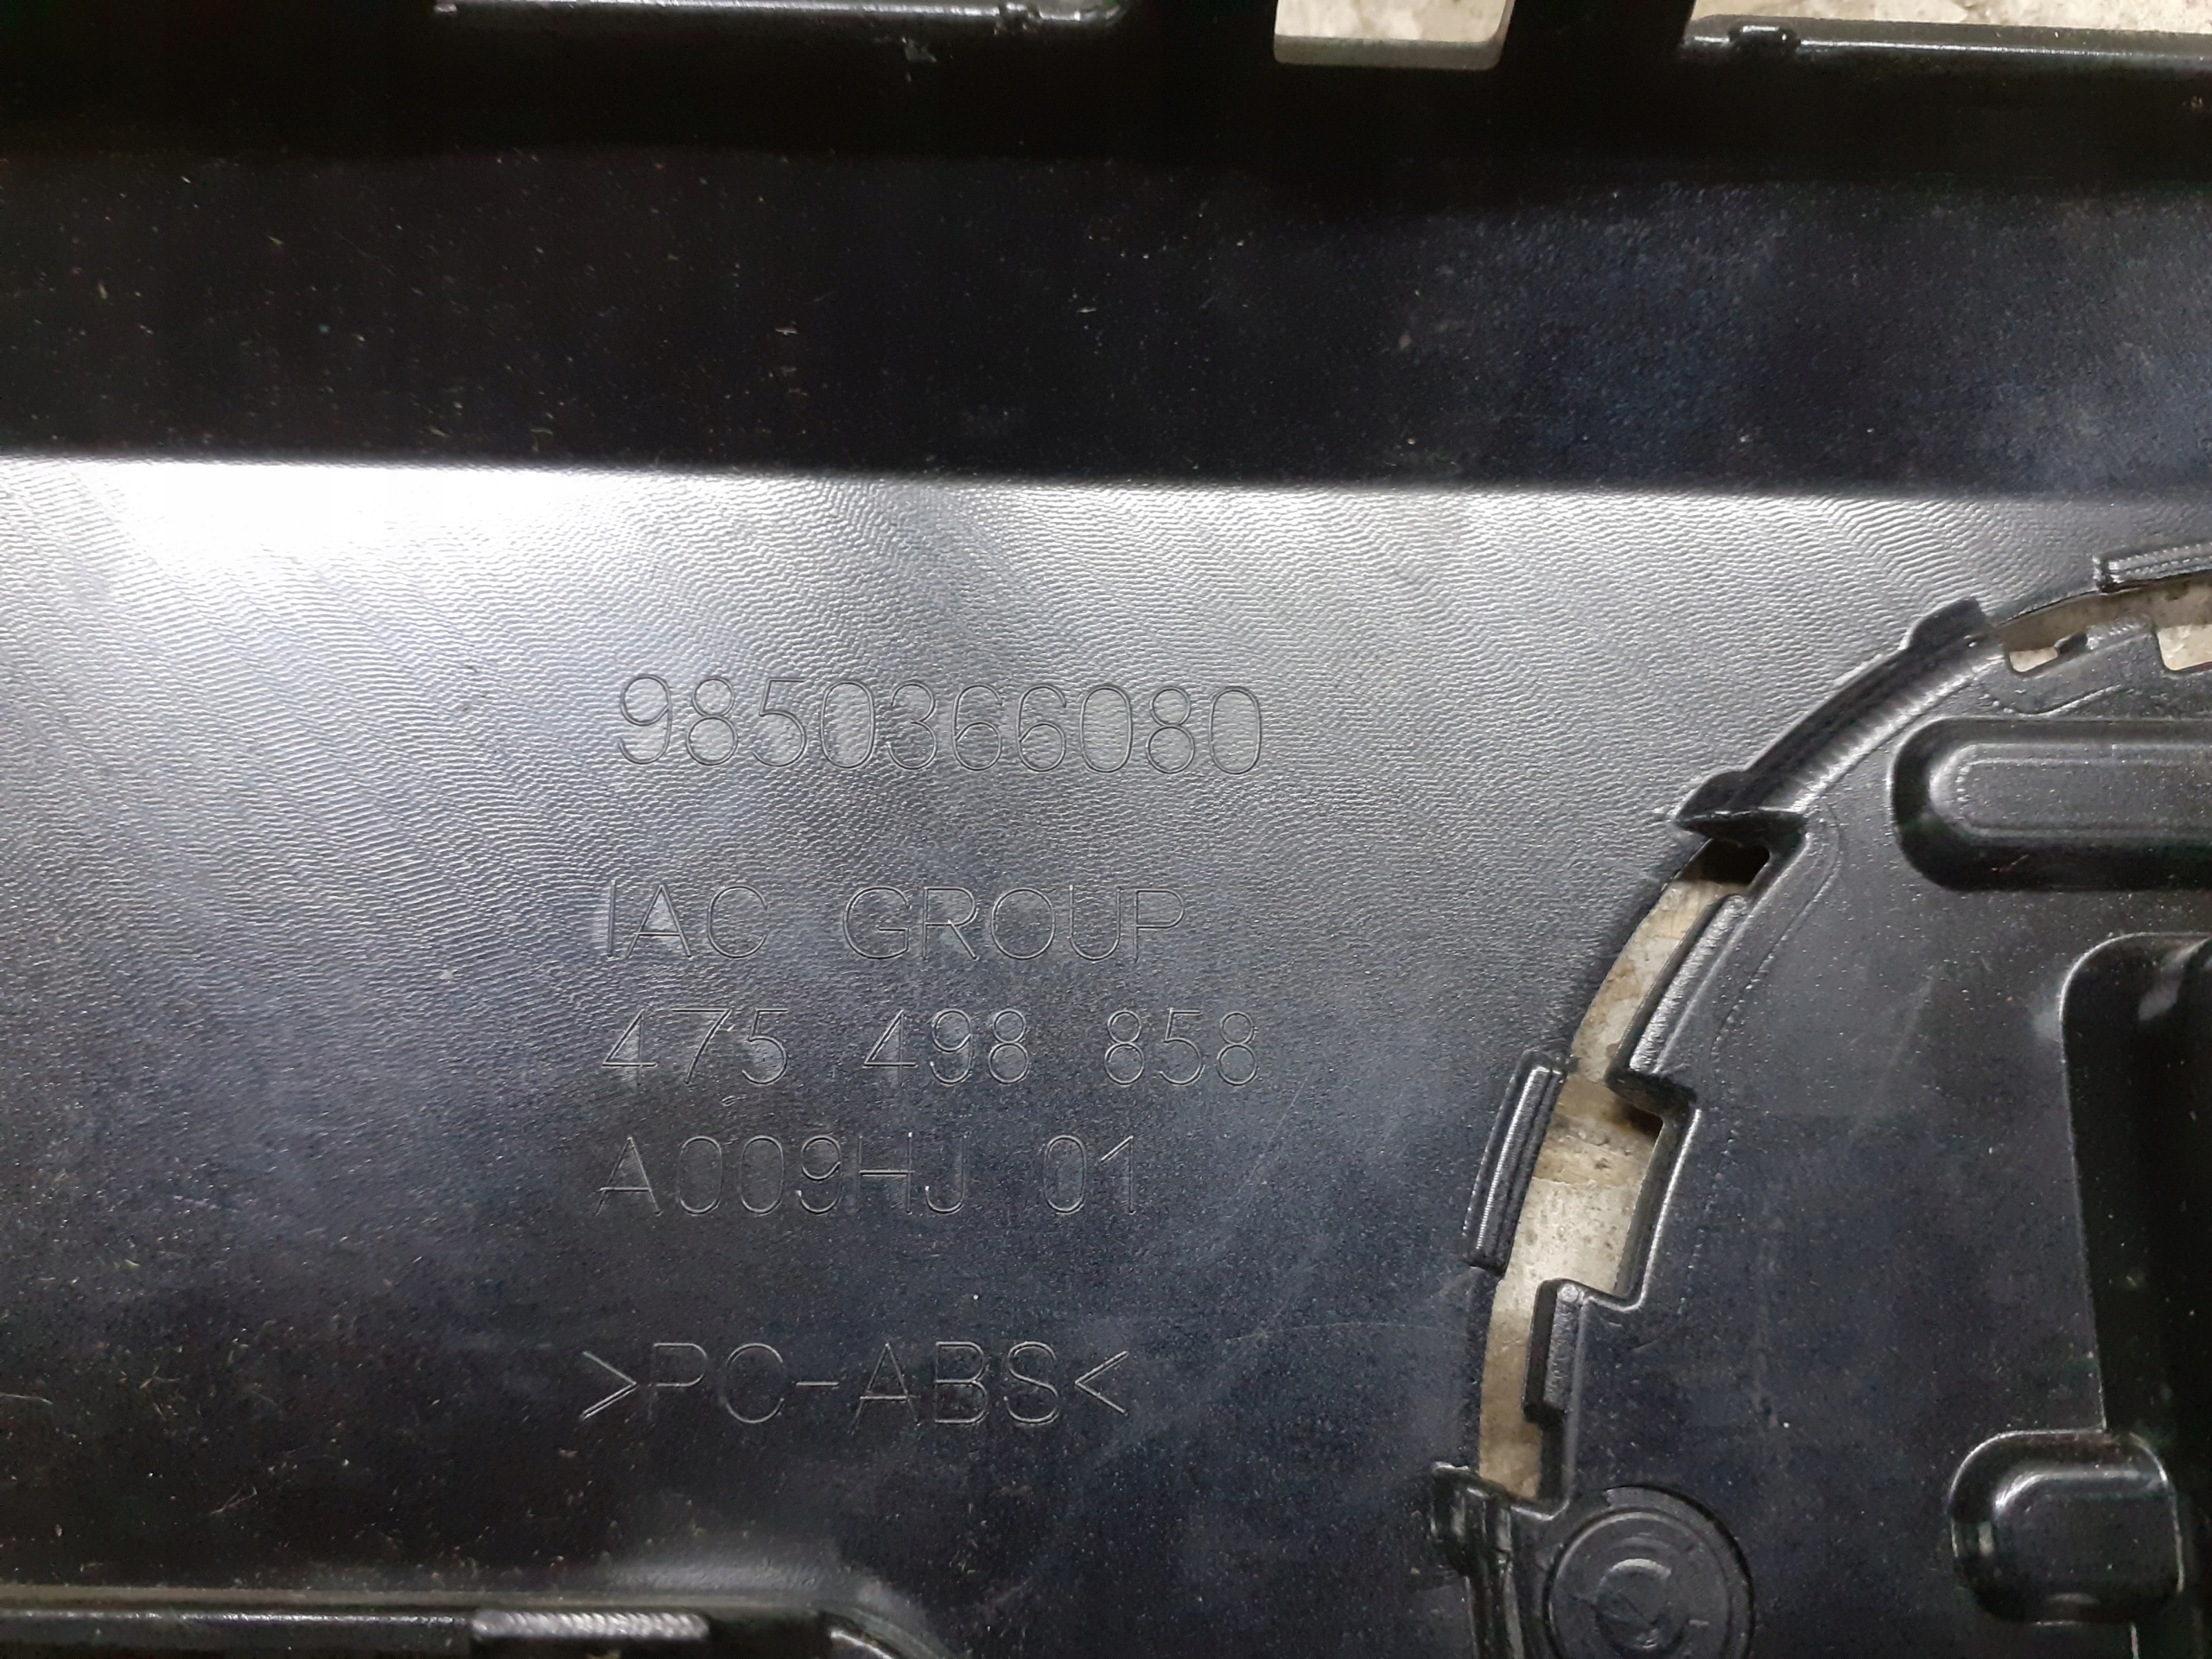 9850366080
IAC GROUP
475 498 858
A009HJ 01
>PC-ABS<